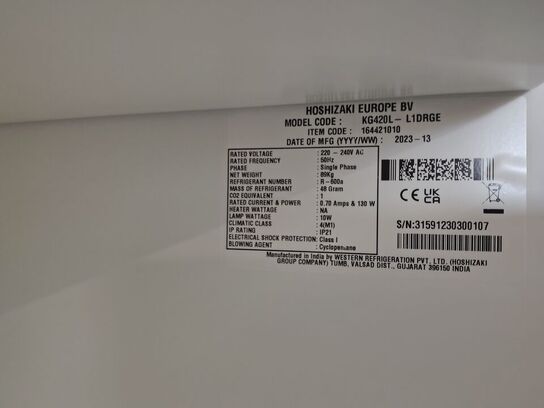 HOSHIZAKI EUROPE BV
MODEL CODE : KG420L- L1DRGE
ITEM CODE : 164421010
DATE OF MFG (YYYY/WW) : 2023-13
RATED VOLTAGE : 220 - 240V AC
RATED FREQUENCY : 50Hz
PHASE : Single Phase
NET WEIGHT : 89Kg
REFRIGERANT NUMBER : R-600a
MASS OF REFRIGERANT : 48 Gram
CO2 EQUIVALENT : 1
RATED CURRENT & POWER : 0.70 Amps & 130 W
HEATER WATTAGE : NA
LAMP WATTAGE : 10W
CLIMATIC CLASS : 4(M1)
IP RATING : IP21
ELECTRICAL SHOCK PROTECTION: Class I
BLOWING AGENT : Cyclopentane
CE UK CA
S/N:31591230300107
Manufactured in India by WESTERN REFRIGERATION PVT. LTD. (HOSHIZAKI
GROUP COMPANY) TUMB, VALSAD DIST., GUJARAT 396150 INDIA